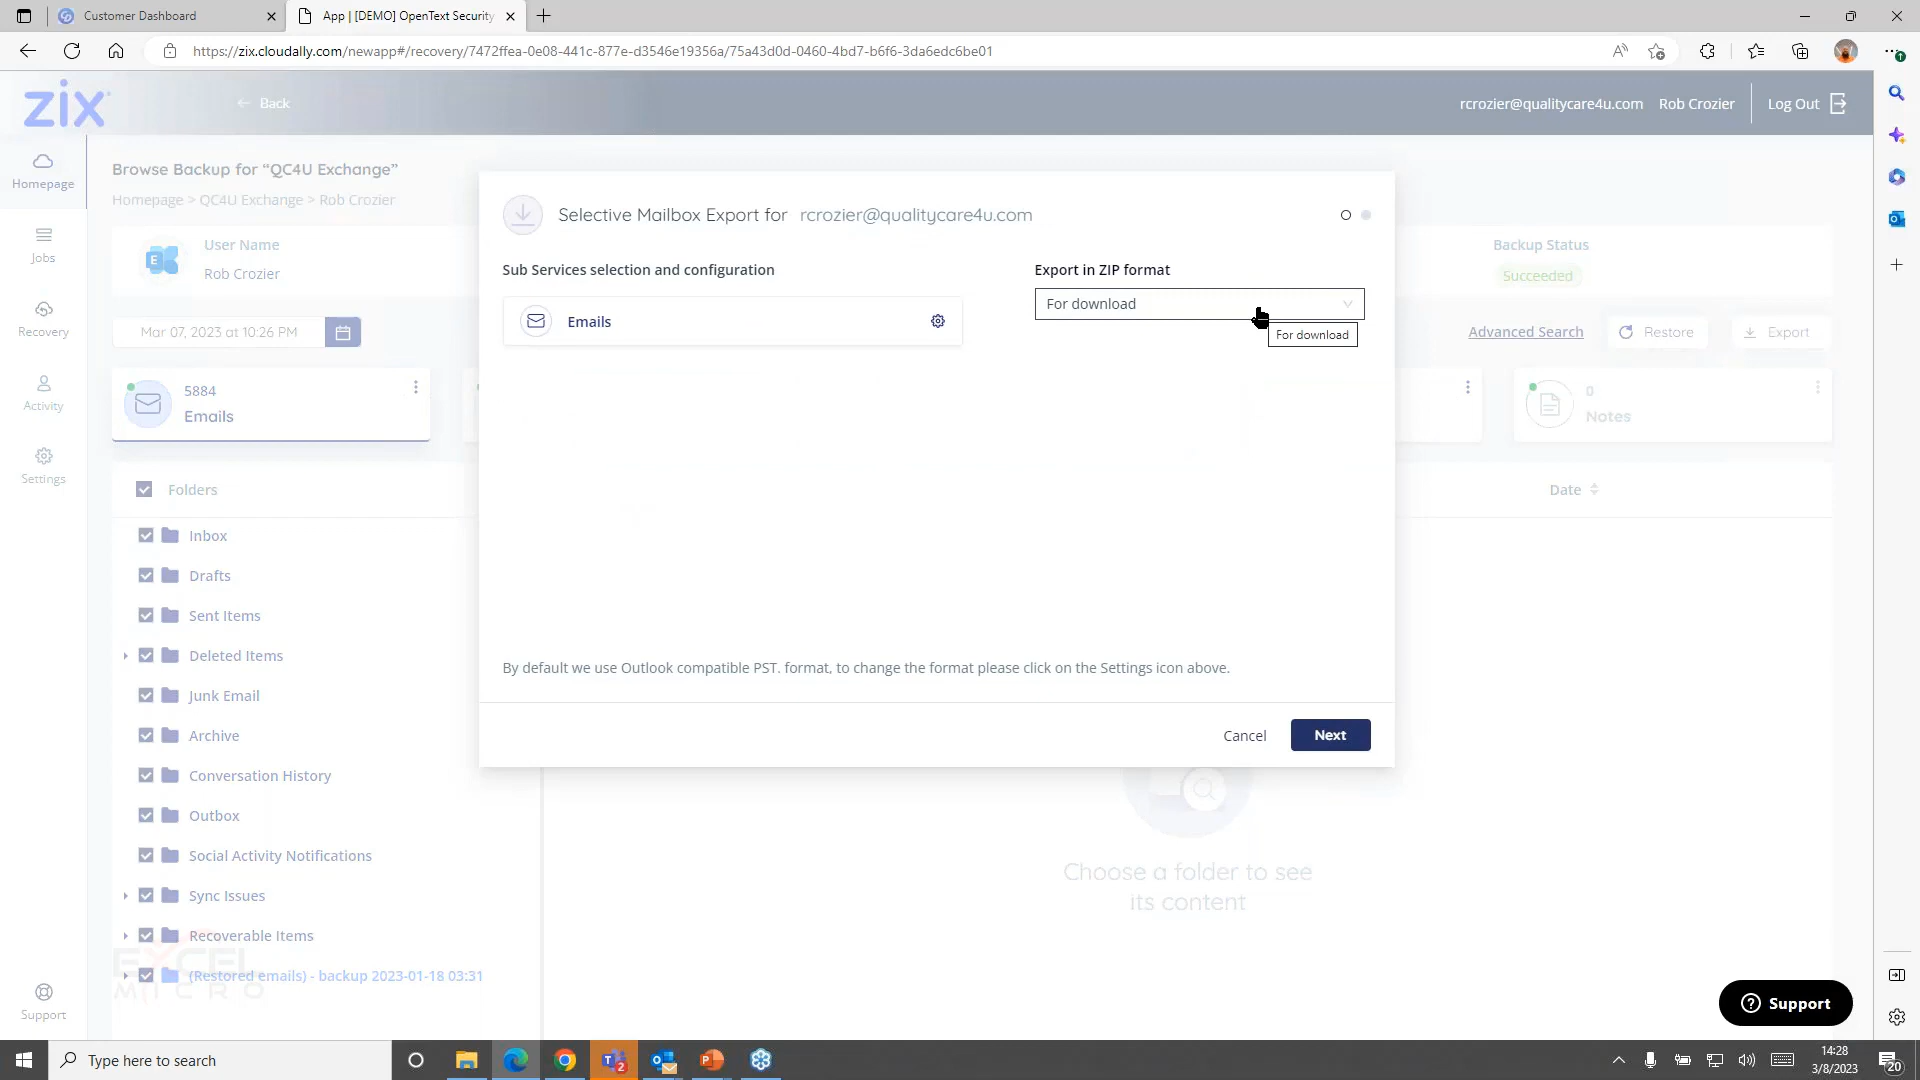 Customer Dashboard
App | [DEMO] OpenText Security
https://zix.cloudally.com/newapp#/recovery/7472ffea-0e08-441c-877e-d3546e19356a/75a43d0d-0460-4bd7-b6f6-3da6edc6be01
zix
Back
rcrozier@qualitycare4u.com
Rob Crozier
Log Out
Homepage
Jobs
Recovery
Activity
Settings
Support
Browse Backup for “QC4U Exchange”
Homepage > QC4U Exchange > Rob Crozier
User Name
Rob Crozier
Backup Status
Succeeded
Mar 07, 2023 at 10:26 PM
Advanced Search
Restore
Export
5884
Emails
0
Notes
Folders
Date
Inbox
Drafts
Sent Items
Deleted Items
Junk Email
Archive
Conversation History
Outbox
Social Activity Notifications
Sync Issues
Recoverable Items
(Restored emails) - backup 2023-01-18 03:31
EXCEL
MICRO
Selective Mailbox Export for rcrozier@qualitycare4u.com
Sub Services selection and configuration
Emails
Export in ZIP format
For download
For download
By default we use Outlook compatible PST. format, to change the format please click on the Settings icon above.
Cancel
Next
Choose a folder to see
its content
Support
Type here to search
14:28
3/8/2023
20